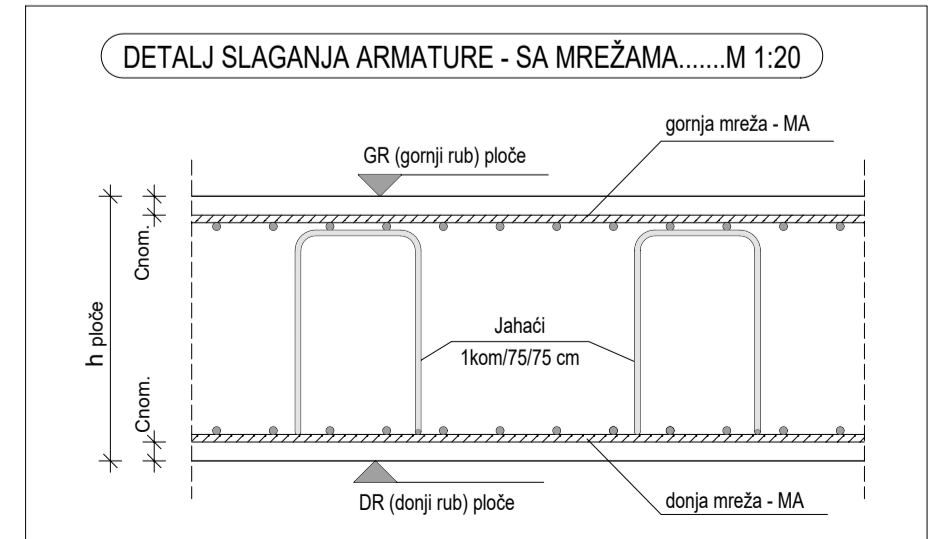 DETALJ SLAGANJA ARMATURE - SA MREŽAMA.......M 1:20
gornja mreža - MA
GR (gornji rub) ploče
Cnom.
h ploče
Jahaći
1kom/75/75 cm
Cnom.
DR (donji rub) ploče
donja mreža - MA